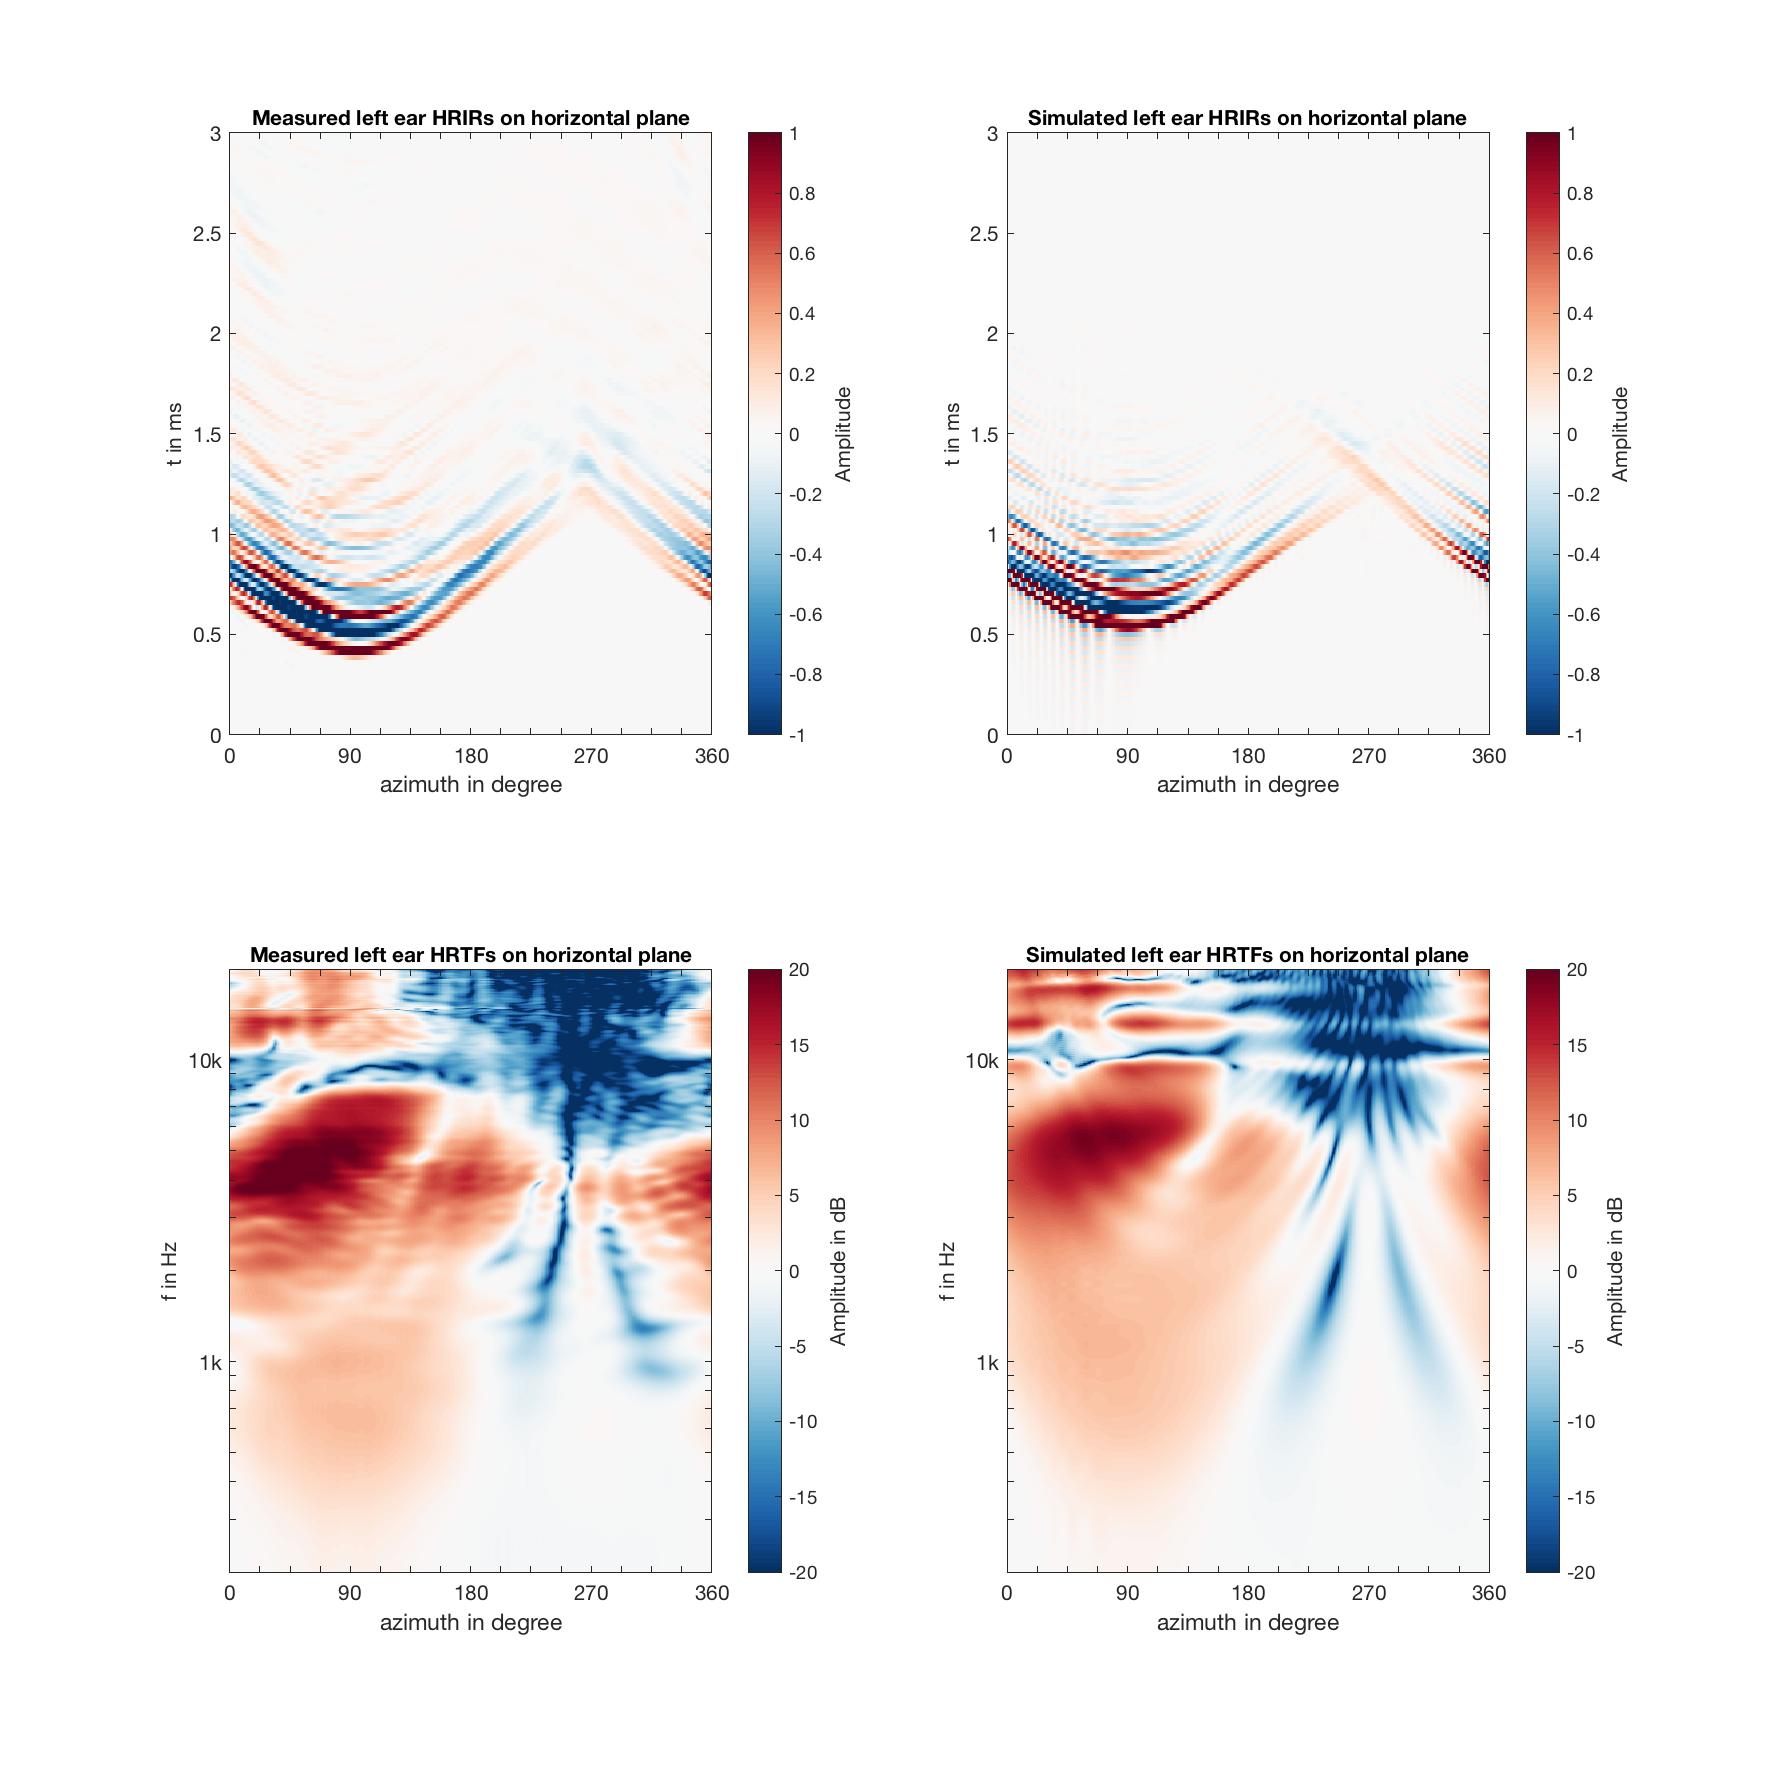 Measured left ear HRIRs on horizontal plane
3
2.5
2
1.5
1
0.5
0
t in ms
0 90 180 270 360
azimuth in degree
1
0.8
0.6
0.4
0.2
0
-0.2
-0.4
-0.6
-0.8
-1
Amplitude
Simulated left ear HRIRs on horizontal plane
3
2.5
2
1.5
1
0.5
0
t in ms
0 90 180 270 360
azimuth in degree
1
0.8
0.6
0.4
0.2
0
-0.2
-0.4
-0.6
-0.8
-1
Amplitude
Measured left ear HRTFs on horizontal plane
10k
1k
f in Hz
0 90 180 270 360
azimuth in degree
20
15
10
5
0
-5
-10
-15
-20
Amplitude in dB
Simulated left ear HRTFs on horizontal plane
10k
1k
f in Hz
0 90 180 270 360
azimuth in degree
20
15
10
5
0
-5
-10
-15
-20
Amplitude in dB